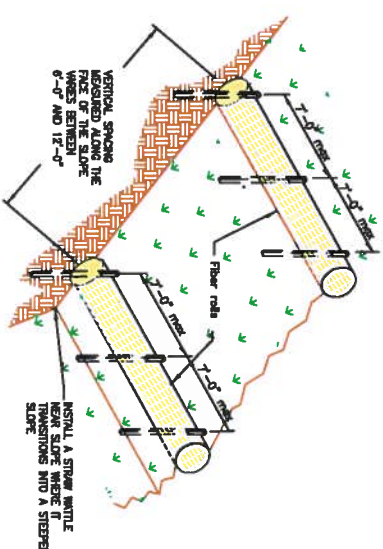 7'-0" max
7'-0" max
VERTICAL SPACING
MEASURED ALONG THE
FACE OF THE SLOPE
VARIES BETWEEN
6'-0" AND 12'-0"
Fiber rolls
7'-0" max
7'-0" max
INSTALL A STRAW WATTLE
NEAR SLOPE WHERE IT
TRANSITIONS INTO A STEEPER
SLOPE